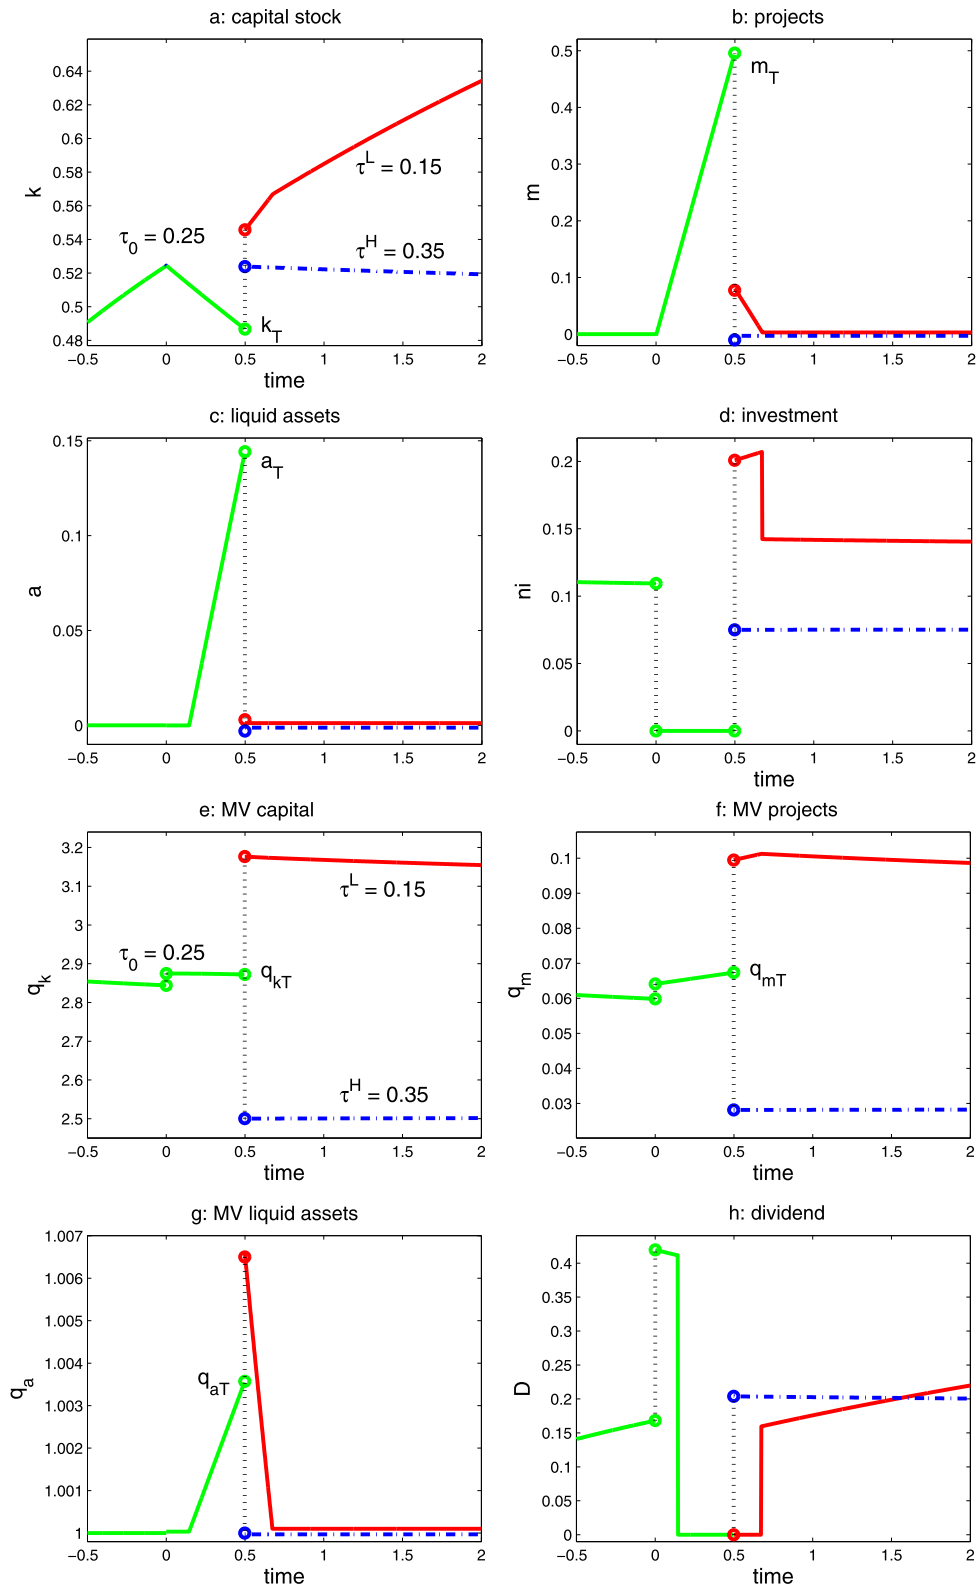 a: capital stock
0.64
0.62
0.6
0.58
0.56
0.54
0.52
0.5
0.48
k
τ0 = 0.25
τL = 0.15
τH = 0.35
kT
−0.5 0 0.5 1 1.5 2
time
b: projects
0.5
0.4
0.3
0.2
0.1
0
m
mT
−0.5 0 0.5 1 1.5 2
time
c: liquid assets
0.15
0.1
0.05
0
a
aT
−0.5 0 0.5 1 1.5 2
time
d: investment
0.2
0.15
0.1
0.05
0
ni
−0.5 0 0.5 1 1.5 2
time
e: MV capital
3.2
3.1
3
2.9
2.8
2.7
2.6
2.5
qk
τL = 0.15
τ0 = 0.25
qkT
τH = 0.35
−0.5 0 0.5 1 1.5 2
time
f: MV projects
0.1
0.09
0.08
0.07
0.06
0.05
0.04
0.03
qm
qmT
−0.5 0 0.5 1 1.5 2
time
g: MV liquid assets
1.007
1.006
1.005
1.004
1.003
1.002
1.001
1
qa
qaT
−0.5 0 0.5 1 1.5 2
time
h: dividend
0.4
0.35
0.3
0.25
0.2
0.15
0.1
0.05
0
D
−0.5 0 0.5 1 1.5 2
time